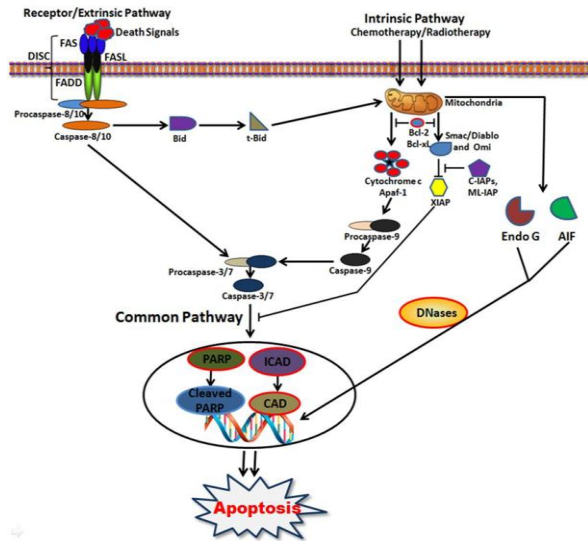 Receptor/Extrinsic Pathway
Death Signals
FAS
DISC
FASL
FADD
Procaspase-8/10
Caspase-8/10
Bid
t-Bid
Intrinsic Pathway
Chemotherapy/Radiotherapy
Mitochondria
Bcl-2
Bcl-xL
Smac/Diablo
and Omi
Cytochrome c
Apaf-1
XIAP
C-IAPs,
ML-IAP
Procaspase-9
Caspase-9
Endo G
AIF
Procaspase-3/7
Caspase-3/7
Common Pathway
DNases
PARP
ICAD
Cleaved
PARP
CAD
Apoptosis